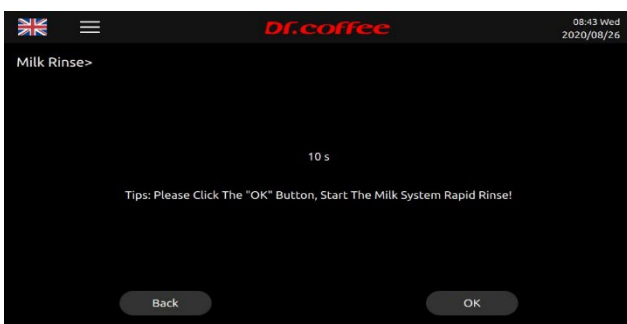 Dr.coffee
08:43 Wed
2020/08/26
Milk Rinse>
10 s
Tips: Please Click The "OK" Button, Start The Milk System Rapid Rinse!
Back
OK